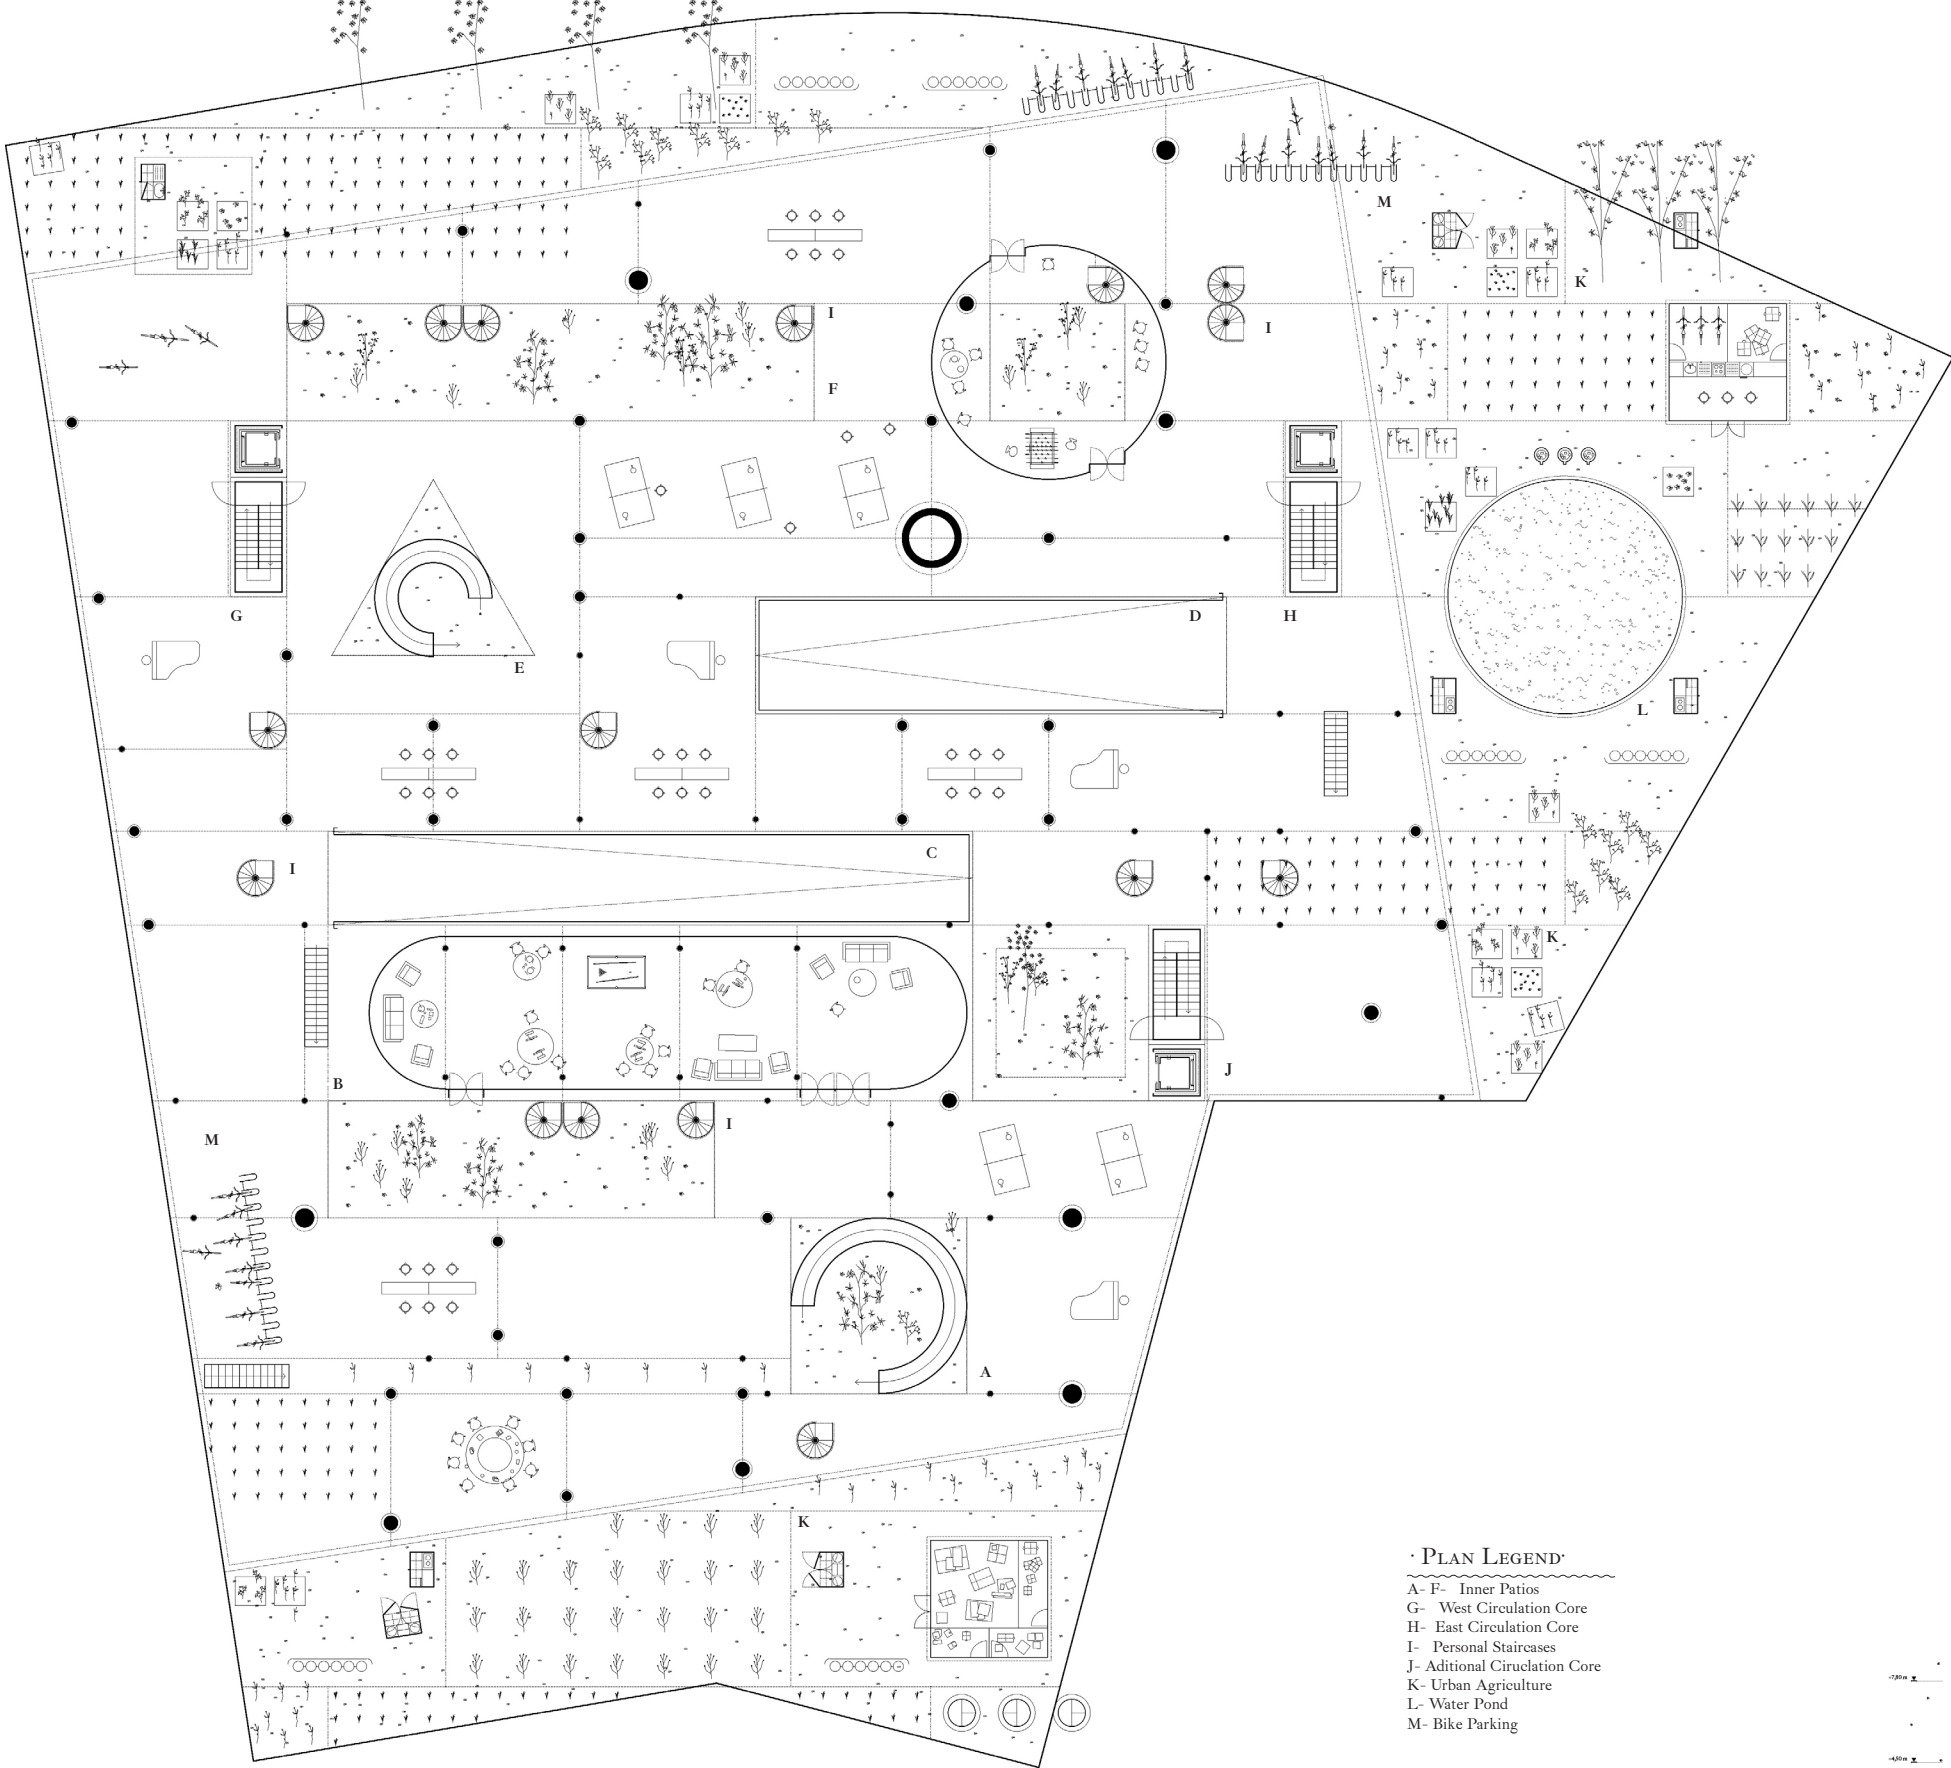 M
K
I
I
F
D
H
G
E
L
C
I
K
B
J
I
M
A
K
· PLAN LEGEND·
A- F- Inner Patios
G- West Circulation Core
H- East Circulation Core
I- Personal Staircases
J- Aditional Ciruclation Core
K- Urban Agriculture
L- Water Pond
M- Bike Parking